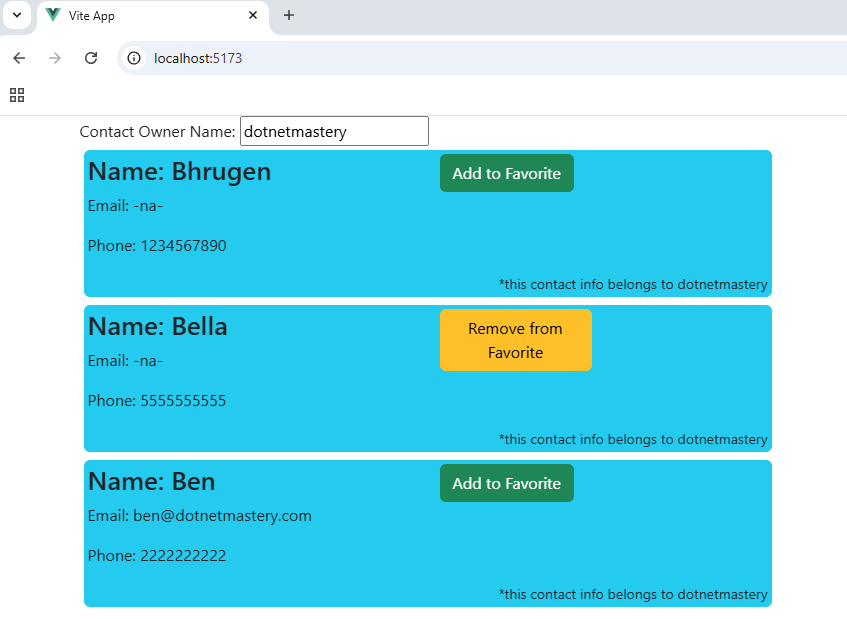 Vite App
localhost:5173
Contact Owner Name: dotnetmastery
Name: Bhrugen
Add to Favorite
Email: -na-
Phone: 1234567890
*this contact info belongs to dotnetmastery
Name: Bella
Remove from
Favorite
Email: -na-
Phone: 5555555555
*this contact info belongs to dotnetmastery
Name: Ben
Add to Favorite
Email: ben@dotnetmastery.com
Phone: 2222222222
*this contact info belongs to dotnetmastery